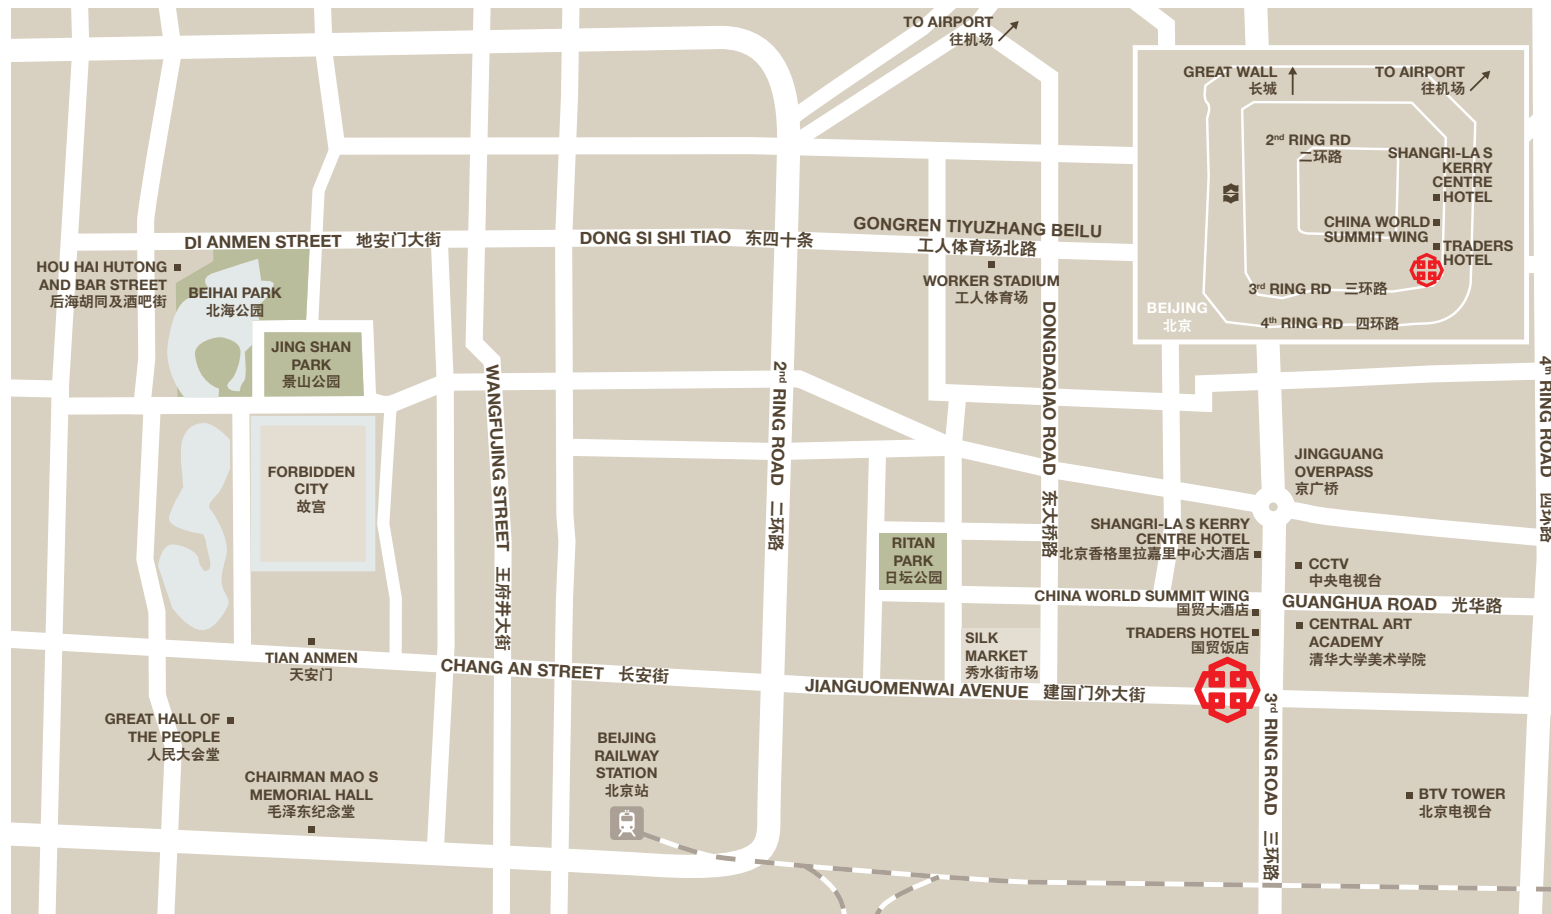 TO AIRPORT
往机场
GREAT WALL
长城
TO AIRPORT
往机场
2nd RING RD
二环路
SHANGRI-LA S
KERRY
CENTRE
HOTEL
CHINA WORLD
SUMMIT WING
TRADERS
HOTEL
3rd RING RD 三环路
BEIJING
北京
4th RING RD 四环路
DI ANMEN STREET 地安门大街
DONG SI SHI TIAO 东四十条
GONGREN TIYUZHANG BEILU
工人体育场北路
HOU HAI HUTONG
AND BAR STREET
后海胡同及酒吧街
BEIHAI PARK
北海公园
WORKER STADIUM
工人体育场
JING SHAN
PARK
景山公园
WANGFUJING STREET 王府井大街
2nd RING ROAD 二环路
DONGDAQIAO ROAD 东大桥路
4th RING ROAD 四环路
FORBIDDEN
CITY
故宫
JINGGUANG
OVERPASS
京广桥
SHANGRI-LA S KERRY
CENTRE HOTEL
北京香格里拉嘉里中心大酒店
RITAN
PARK
日坛公园
CCTV
中央电视台
CHINA WORLD SUMMIT WING
国贸大酒店
GUANGHUA ROAD 光华路
TRADERS HOTEL
国贸饭店
CENTRAL ART
ACADEMY
清华大学美术学院
SILK
MARKET
秀水街市场
TIAN ANMEN
天安门
CHANG AN STREET 长安街
JIANGUOMENWAI AVENUE 建国门外大街
3rd RING ROAD 三环路
GREAT HALL OF
THE PEOPLE
人民大会堂
BEIJING
RAILWAY
STATION
北京站
CHAIRMAN MAO S
MEMORIAL HALL
毛泽东纪念堂
BTV TOWER
北京电视台